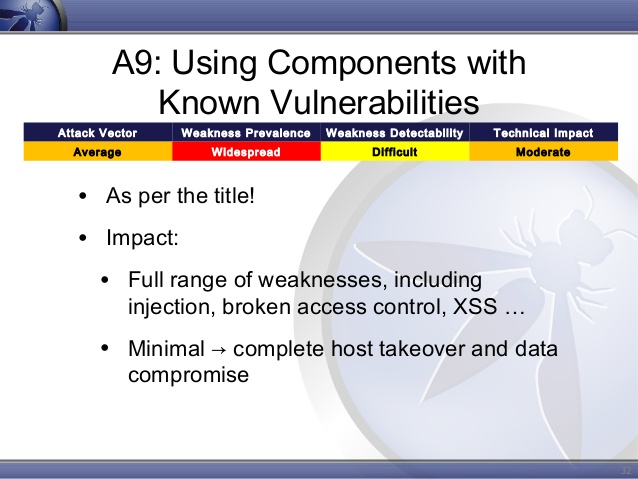 A9: Using Components with
Known Vulnerabilities
Attack Vector Weakness Prevalence Weakness Detectability Technical Impact
Average Widespread Difficult Moderate
• As per the title!
• Impact:
• Full range of weaknesses, including
injection, broken access control, XSS …
• Minimal → complete host takeover and data
compromise
32